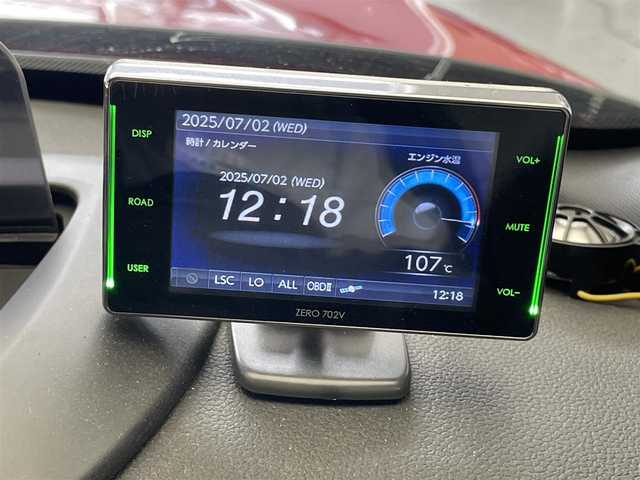 2025/07/02 (WED)
時計/カレンダー
DISP
ROAD
USER
2025/07/02 (WED)
12:18
エンジン水温
107℃
LSC LO ALL OBDⅡ
12:18
VOL+
MUTE
VOL−
ZERO 702V